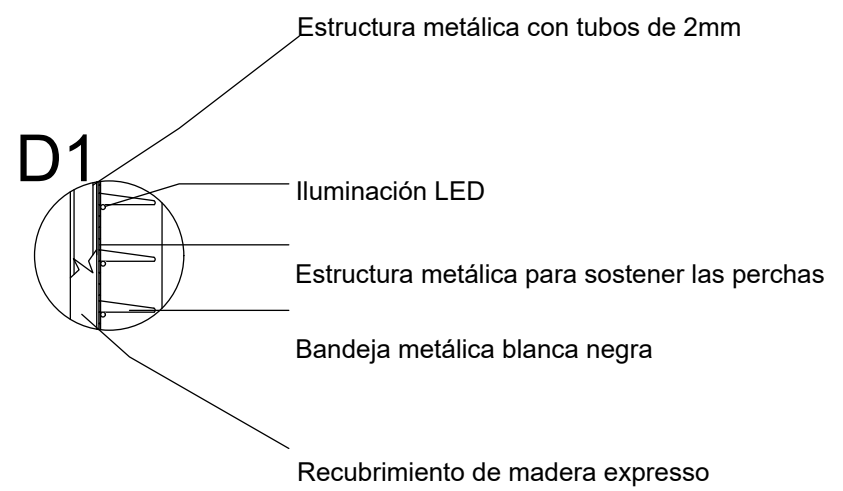 Estructura metálica con tubos de 2mm
D1
Iluminación LED
Estructura metálica para sostener las perchas
Bandeja metálica blanca negra
Recubrimiento de madera expresso